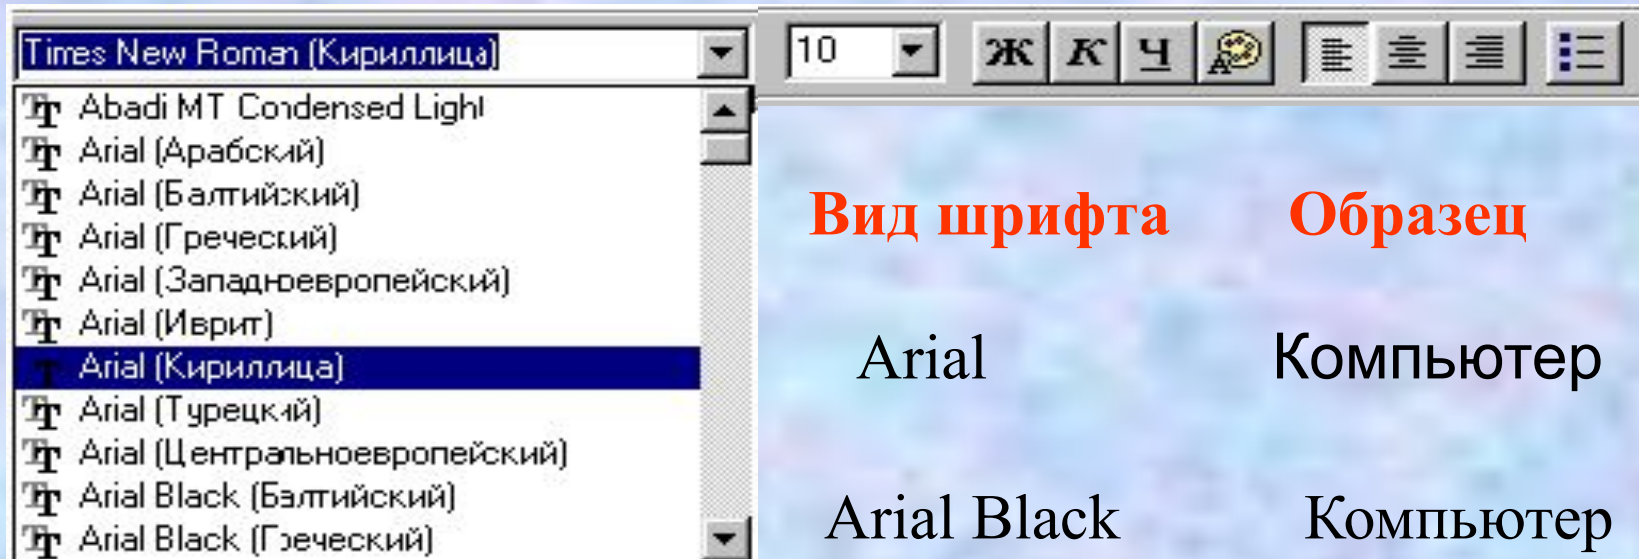 Times New Roman (Кириллица)
10
Ж К Ч
Abadi MT Condensed Light
Arial (Арабский)
Arial (Балтийский)
Arial (Греческий)
Arial (Западноевропейский)
Arial (Иврит)
Arial (Кириллица)
Arial (Турецкий)
Arial (Центральноевропейский)
Arial Black (Балтийский)
Arial Black (Греческий)
Вид шрифта Образец
Arial Компьютер
Arial Black Компьютер